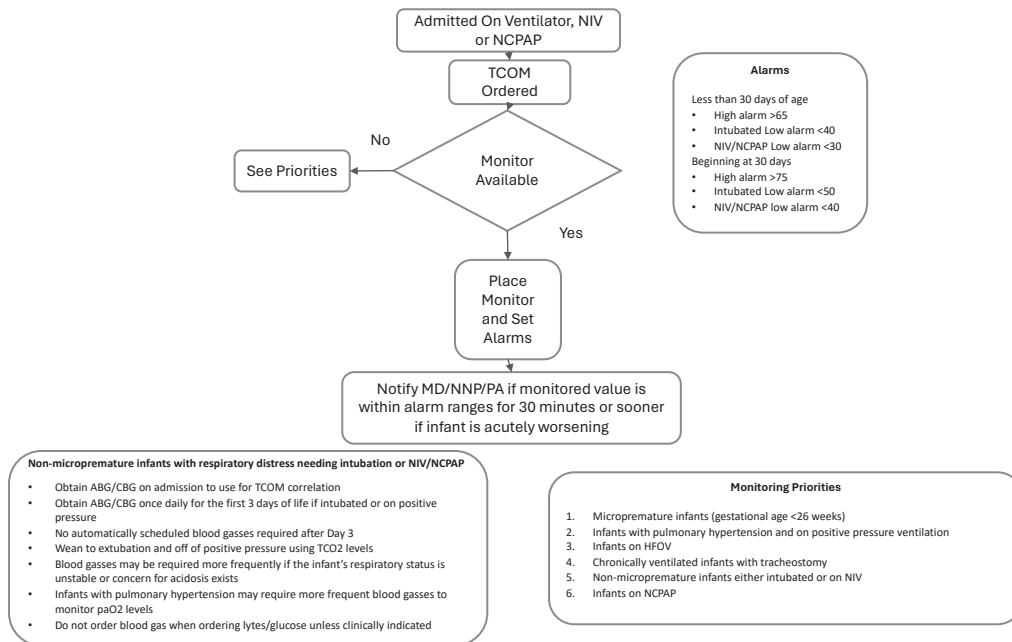 Admitted On Ventilator, NIV
or NCPAP
TCOM
Ordered
Monitor
Available
No
See Priorities
Yes
Place
Monitor
and Set
Alarms
Notify MD/NNP/PA if monitored value is
within alarm ranges for 30 minutes or sooner
if infant is acutely worsening
Alarms
Less than 30 days of age
• High alarm >65
• Intubated Low alarm <40
• NIV/NCPAP Low alarm <30
Beginning at 30 days
• High alarm >75
• Intubated Low alarm <50
• NIV/NCPAP low alarm <40
Non-micropremature infants with respiratory distress needing intubation or NIV/NCPAP
• Obtain ABG/CBG on admission to use for TCOM correlation
• Obtain ABG/CBG once daily for the first 3 days of life if intubated or on positive
pressure
• No automatically scheduled blood gasses required after Day 3
• Wean to extubation and off of positive pressure using TCO2 levels
• Blood gasses may be required more frequently if the infant's respiratory status is
unstable or concern for acidosis exists
• Infants with pulmonary hypertension may require more frequent blood gasses to
monitor paO2 levels
• Do not order blood gas when ordering lytes/glucose unless clinically indicated
Monitoring Priorities
1. Micropremature infants (gestational age <26 weeks)
2. Infants with pulmonary hypertension and on positive pressure ventilation
3. Infants on HFOV
4. Chronically ventilated infants with tracheostomy
5. Non-micropremature infants either intubated or on NIV
6. Infants on NCPAP